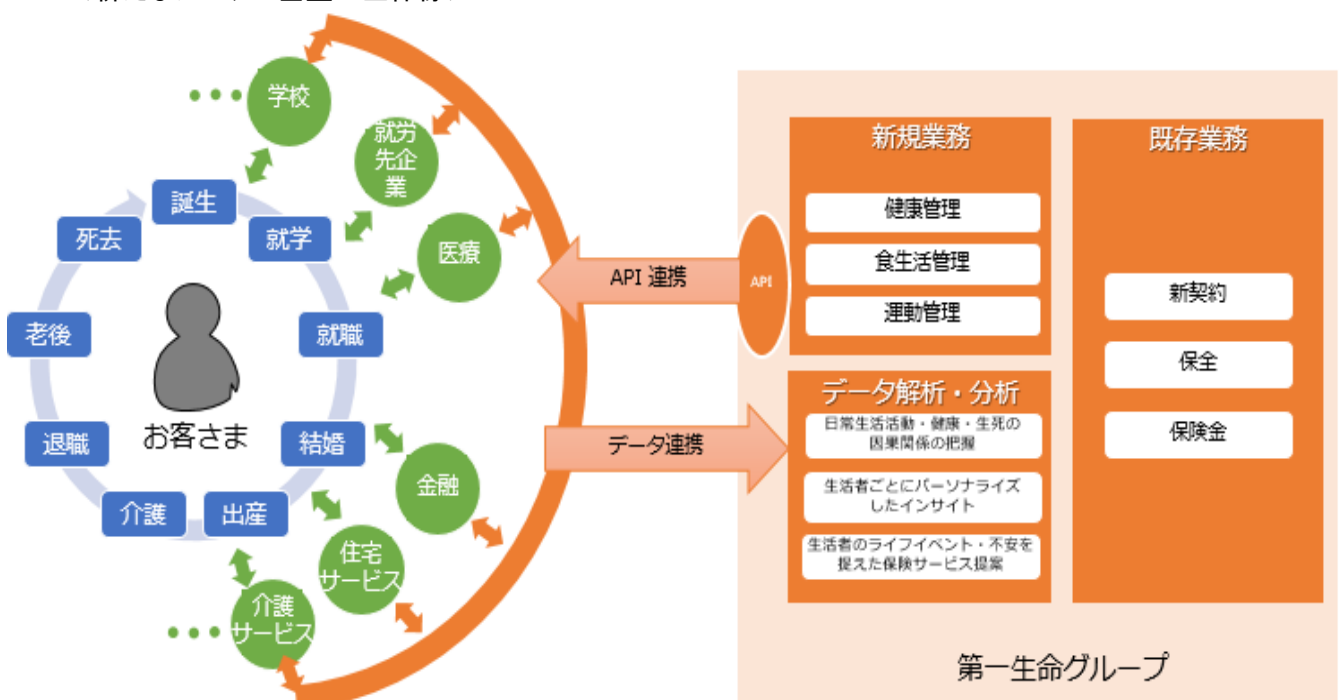 学校
就労
先企
業
医療
誕生
就学
就職
結婚
出産
介護
退職
老後
死去
お客さま
金融
住宅
サービス
介護
サービス
API 連携
データ連携
API
新規業務
健康管理
食生活管理
運動管理
データ解析・分析
日常生活活動・健康・生死の
因果関係の把握
生活者ごとにパーソナライズ
したインサイト
生活者のライフイベント・不安を
捉えた保険サービス提案
既存業務
新契約
保全
保険金
第一生命グループ